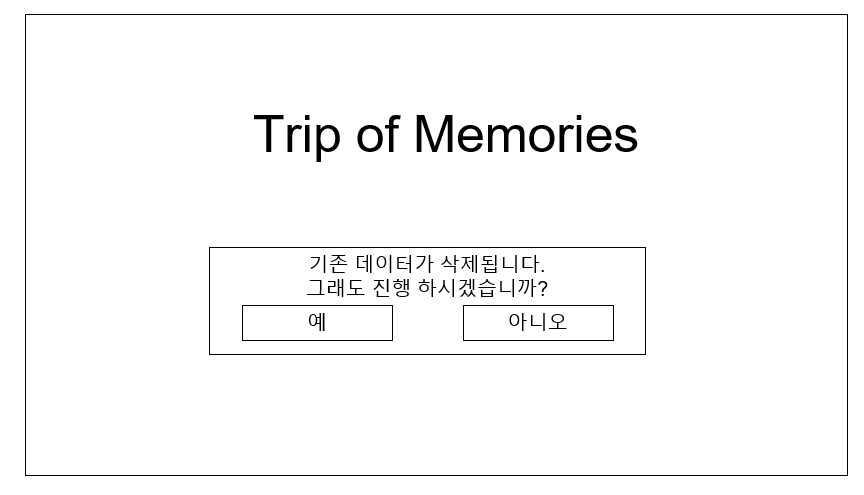 Trip of Memories
기존 데이터가 삭제됩니다.
그래도 진행 하시겠습니까?
예
아니오